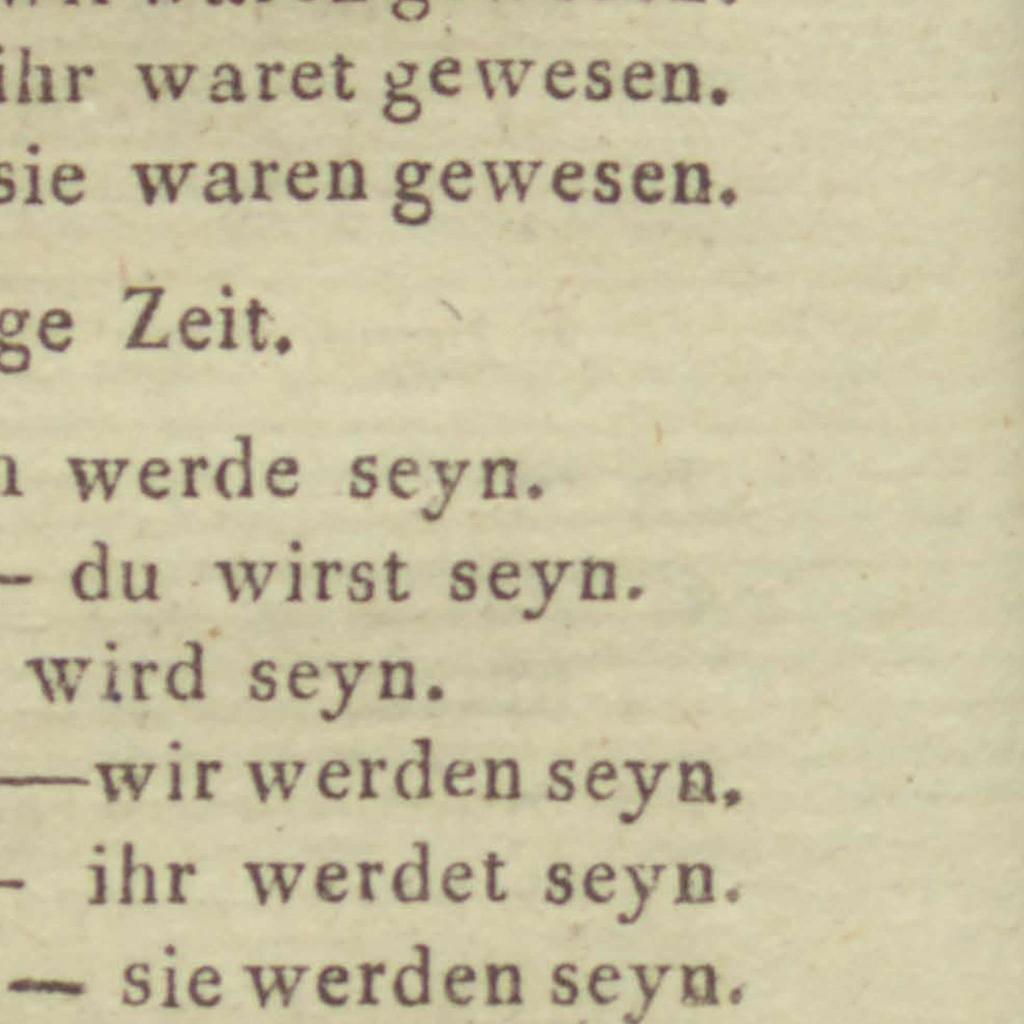 ihr waret gewesen.
sie waren gewesen.
ge Zeit.
werde seyn.
– du wirst seyn.
wird seyn.
—wir werden seyn.
– ihr werdet seyn.
— sie werden seyn.